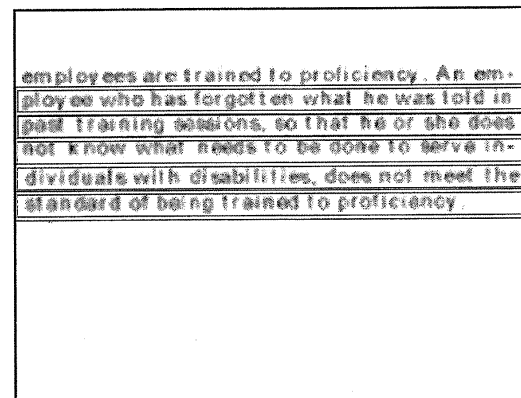 employees are trained to proficiency. An em-
ployee who has forgotten what he was told in
past training sessions, so that he or she does
not know what needs to be done to serve in-
dividuals with disabilities, does not meet the
standard of being trained to proficiency.